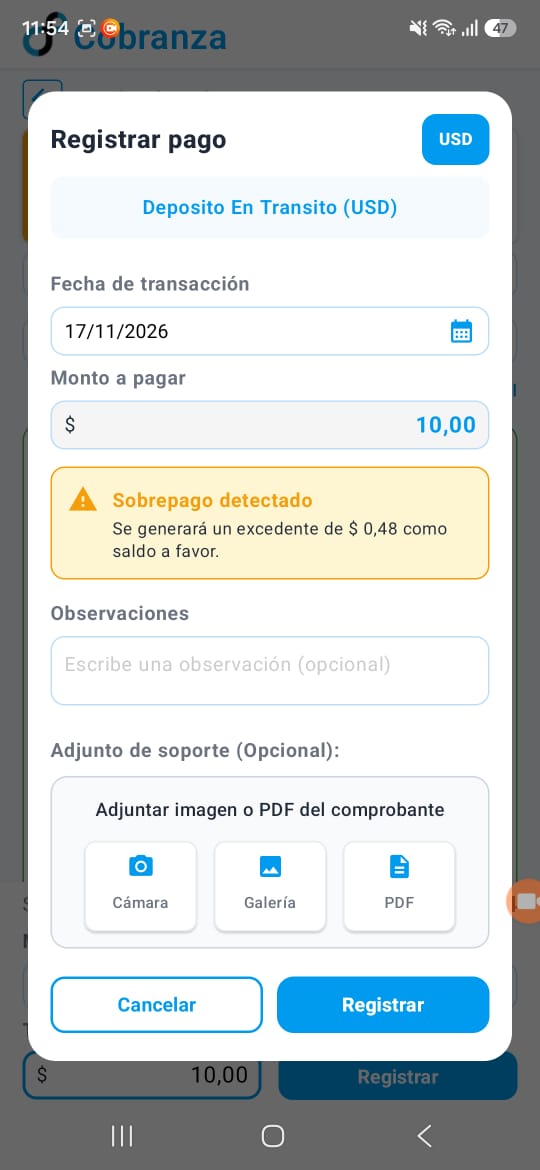 11:54
47
Cobranza
Registrar pago
USD
Deposito En Transito (USD)
Fecha de transacción
17/11/2026
Monto a pagar
$ 10,00
Sobrepago detectado
Se generará un excedente de $ 0,48 como
saldo a favor.
Observaciones
Escribe una observación (opcional)
Adjunto de soporte (Opcional):
Adjuntar imagen o PDF del comprobante
Cámara
Galería
PDF
Cancelar
Registrar
$ 10,00
Registrar